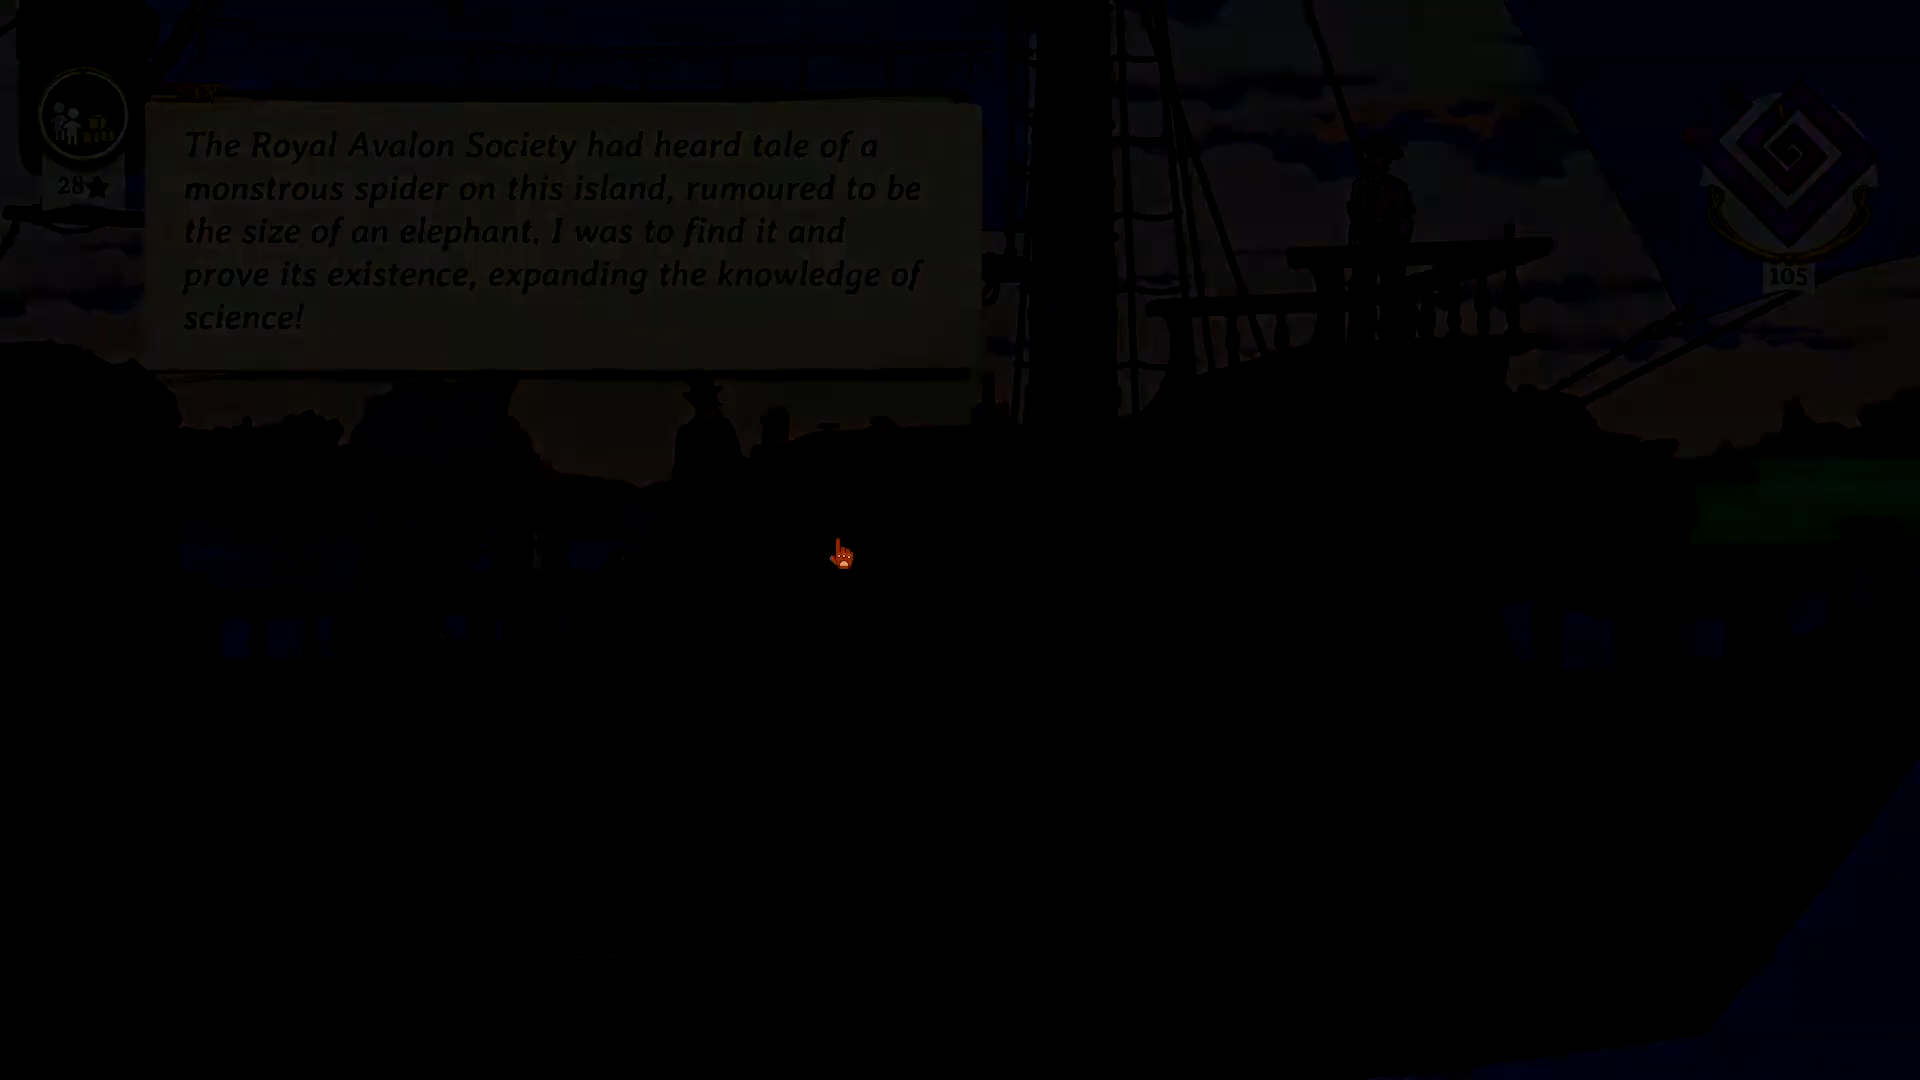 The Royal Avalon Society had heard tale of a
monstrous spider on this island, rumoured to be
the size of an elephant. I was to find it and
prove its existence, expanding the knowledge of
science!
28
105